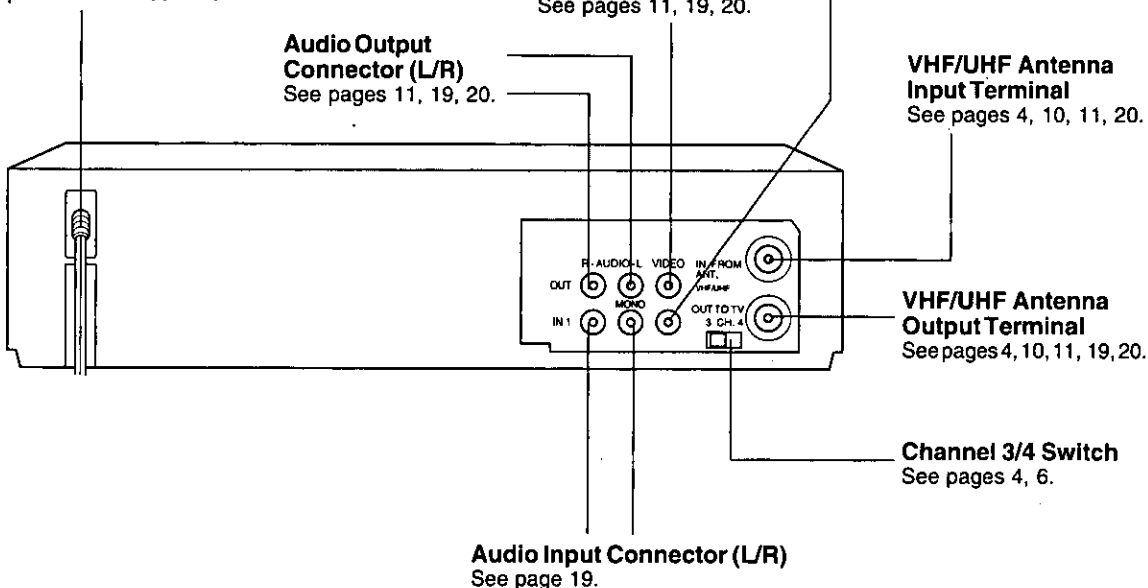 See pages 11, 19, 20.
Audio Output
Connector (L/R)
See pages 11, 19, 20.
VHF/UHF Antenna
Input Terminal
See pages 4, 10, 11, 20.
R - AUDIO - L VIDEO IN FROM
ANT.
VHF/UHF
OUT
MONO
OUT TO TV
IN 1
3 CH. 4
VHF/UHF Antenna
Output Terminal
See pages 4, 10, 11, 19, 20.
Channel 3/4 Switch
See pages 4, 6.
Audio Input Connector (L/R)
See page 19.